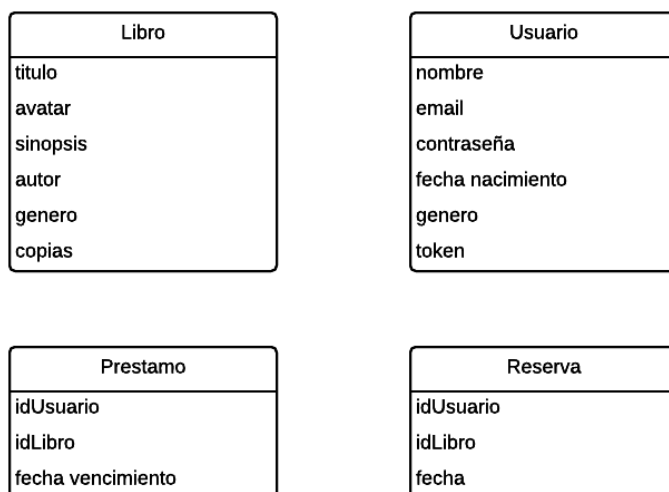 Libro
titulo
avatar
sinopsis
autor
genero
copias
Usuario
nombre
email
contraseña
fecha nacimiento
genero
token
Prestamo
idUsuario
idLibro
fecha vencimiento
Reserva
idUsuario
idLibro
fecha